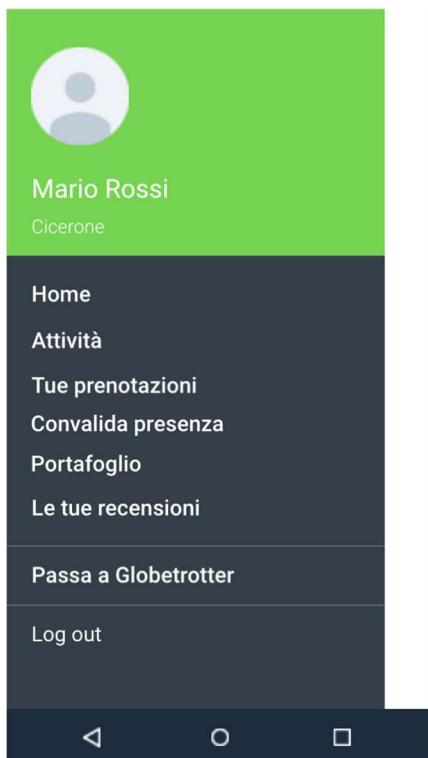 Mario Rossi
Cicerone
Home
Attività
Tue prenotazioni
Convalida presenza
Portafoglio
Le tue recensioni
Passa a Globetrotter
Log out